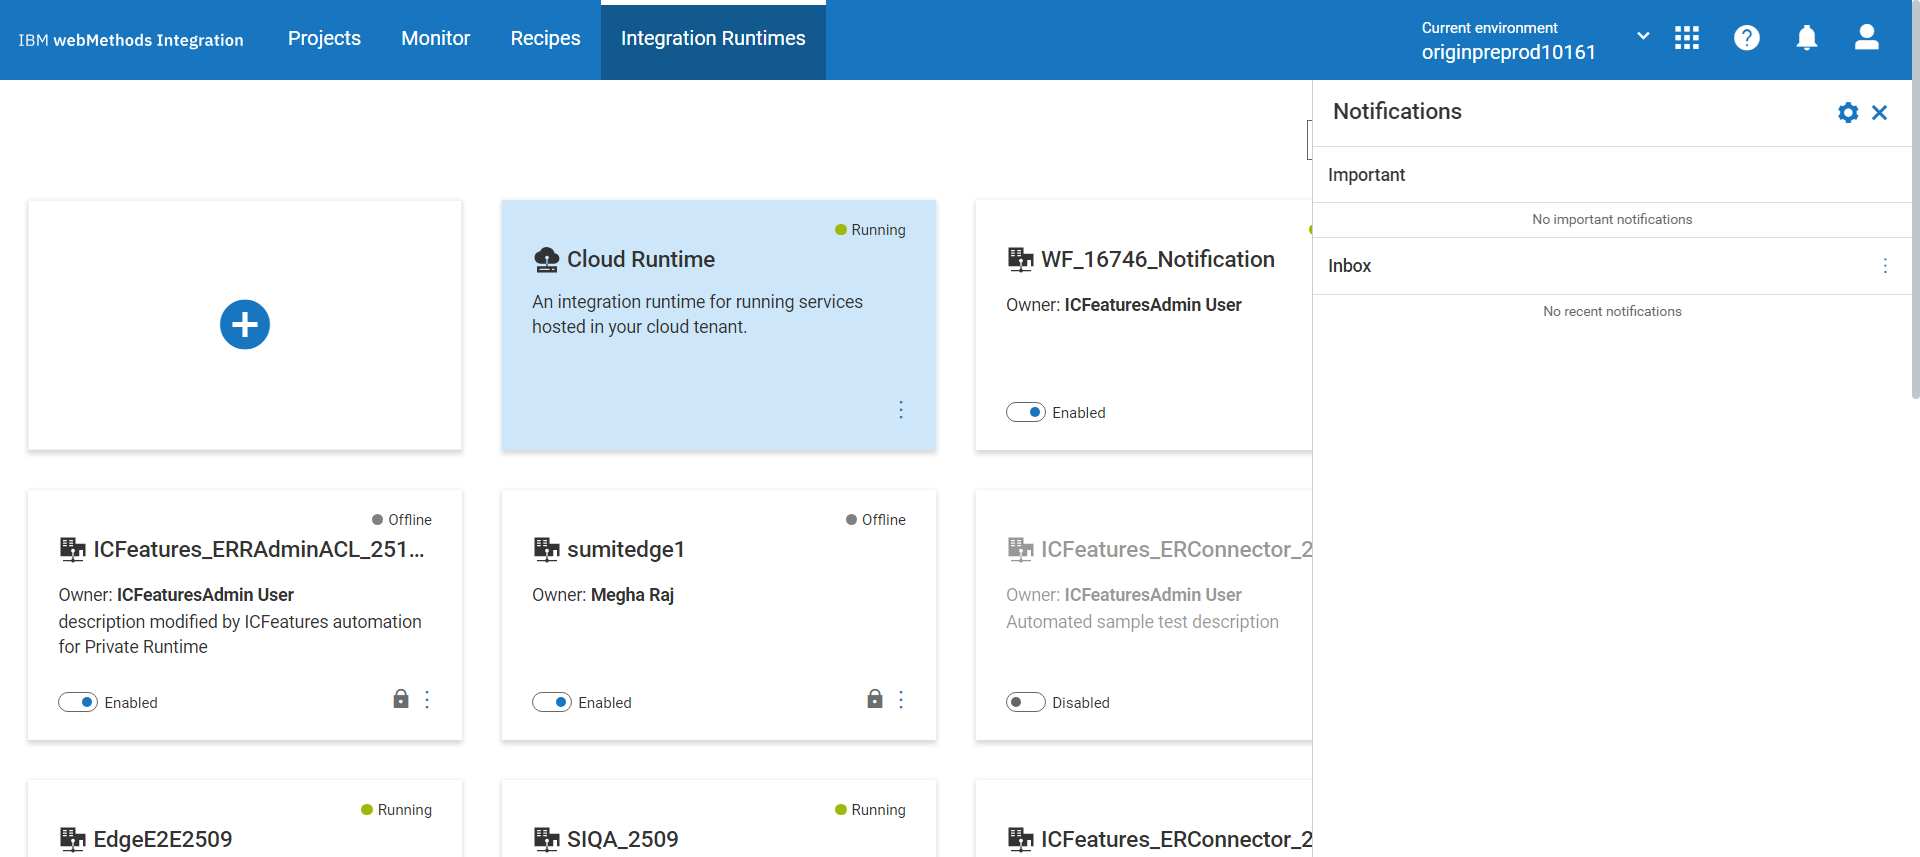 IBM webMethods Integration
Projects
Monitor
Recipes
Integration Runtimes
Current environment
originpreprod10161
Notifications
Important
No important notifications
Inbox
No recent notifications
Running
Cloud Runtime
An integration runtime for running services
hosted in your cloud tenant.
WF_16746_Notification
Owner: ICFeaturesAdmin User
Enabled
Offline
ICFeatures_ERRAdminACL_251...
Owner: ICFeaturesAdmin User
description modified by ICFeatures automation
for Private Runtime
Enabled
Offline
sumitedge1
Owner: Megha Raj
Enabled
ICFeatures_ERConnector_2
Owner: ICFeaturesAdmin User
Automated sample test description
Disabled
Running
EdgeE2E2509
Running
SIQA_2509
ICFeatures_ERConnector_2